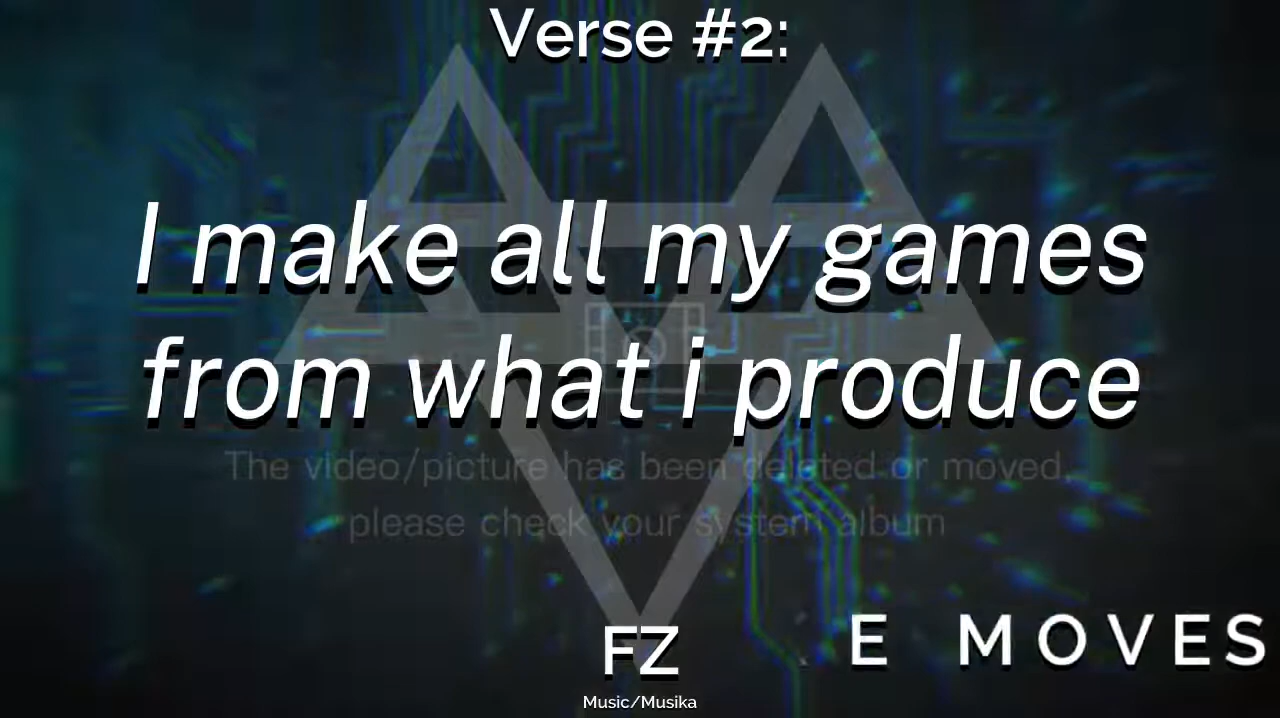 Verse #2:
I make all my games
from what i produce
The video/picture has been deleted or moved,
please check your system album
E MOVES
FZ
Music/Musika